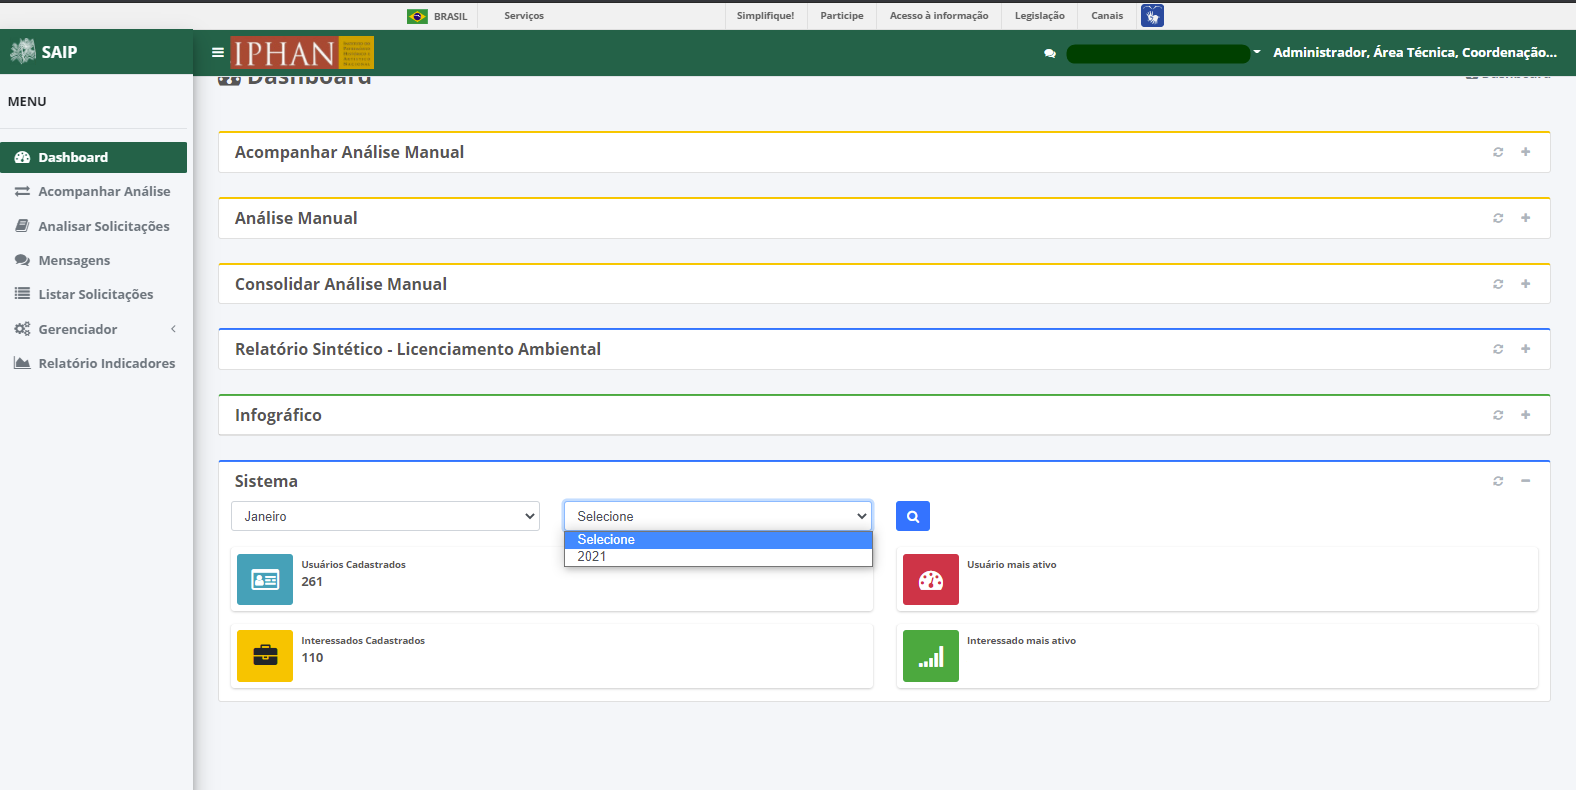 BRASIL
Serviços
Simplifique!
Participe
Acesso à informação
Legislação
Canais
SAIP
IPHAN
Administrador, Área Técnica, Coordenação...
MENU
Dashboard
Acompanhar Análise
Analisar Solicitações
Mensagens
Listar Solicitações
Gerenciador
Relatório Indicadores
Dashboard
Dashboard
Acompanhar Análise Manual
Análise Manual
Consolidar Análise Manual
Relatório Sintético - Licenciamento Ambiental
Infográfico
Sistema
Janeiro
Selecione
Selecione
2021
Usuários Cadastrados
261
Usuário mais ativo
Interessados Cadastrados
110
Interessado mais ativo